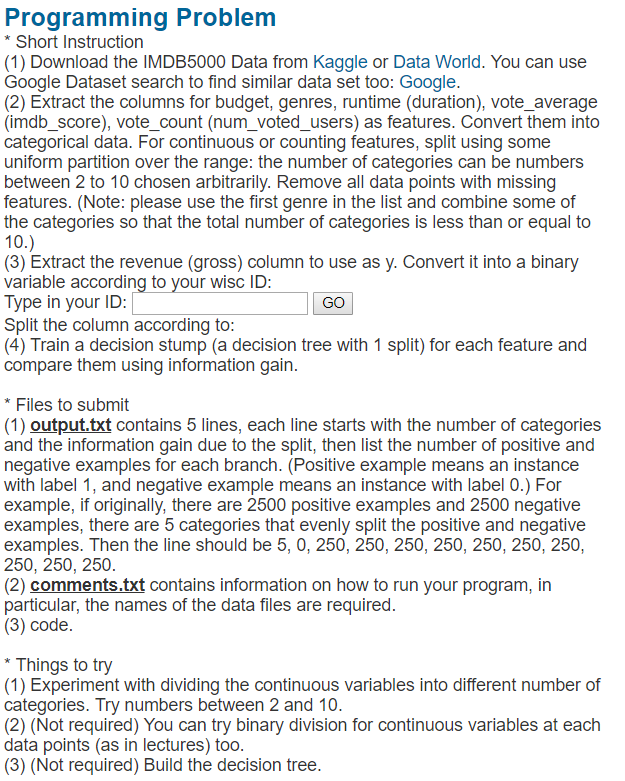 Programming Problem
* Short Instruction
(1) Download the IMDB5000 Data from Kaggle or Data World. You can use
Google Dataset search to find similar data set too: Google.
(2) Extract the columns for budget, genres, runtime (duration), vote_average
(imdb_score), vote_count (num_voted_users) as features. Convert them into
categorical data. For continuous or counting features, split using some
uniform partition over the range: the number of categories can be numbers
between 2 to 10 chosen arbitrarily. Remove all data points with missing
features. (Note: please use the first genre in the list and combine some of
the categories so that the total number of categories is less than or equal to
10.)
(3) Extract the revenue (gross) column to use as y. Convert it into a binary
variable according to your wisc ID:
Type in your ID: GO
Split the column according to:
(4) Train a decision stump (a decision tree with 1 split) for each feature and
compare them using information gain.
* Files to submit
(1) output.txt contains 5 lines, each line starts with the number of categories
and the information gain due to the split, then list the number of positive and
negative examples for each branch. (Positive example means an instance
with label 1, and negative example means an instance with label 0.) For
example, if originally, there are 2500 positive examples and 2500 negative
examples, there are 5 categories that evenly split the positive and negative
examples. Then the line should be 5, 0, 250, 250, 250, 250, 250, 250, 250,
250, 250, 250.
(2) comments.txt contains information on how to run your program, in
particular, the names of the data files are required.
(3) code.
* Things to try
(1) Experiment with dividing the continuous variables into different number of
categories. Try numbers between 2 and 10.
(2) (Not required) You can try binary division for continuous variables at each
data points (as in lectures) too.
(3) (Not required) Build the decision tree.